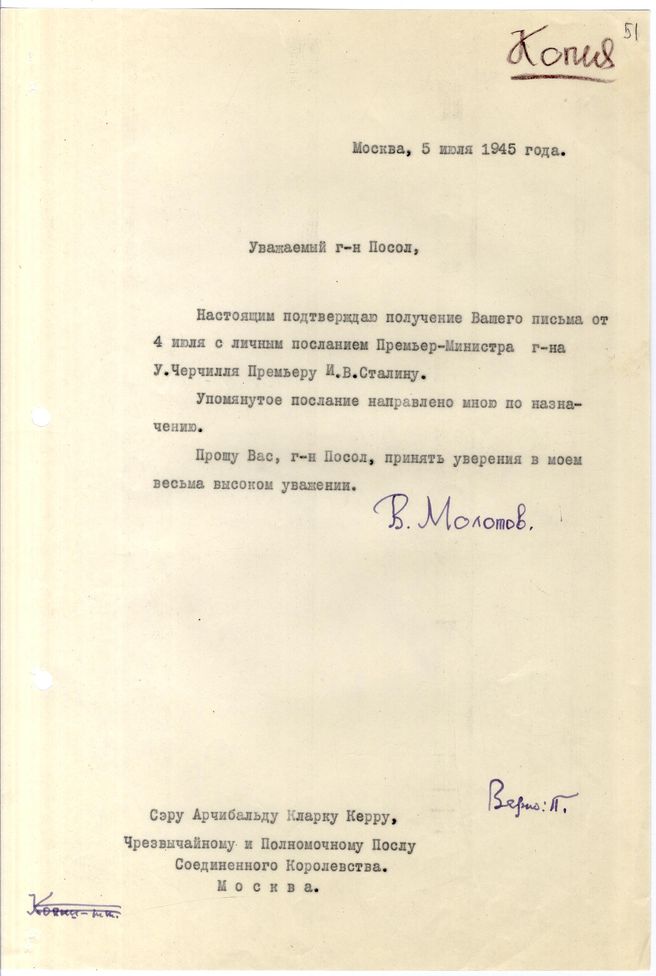 51
Копия
Москва, 5 июля 1945 года.
Уважаемый г-н Посол,
Настоящим подтверждаю получение Вашего письма от
4 июля с личным посланием Премьер-Министра г-на
У.Черчилля Премьеру И.В.Сталину.
Упомянутое послание направлено мною по назна-
чению.
Прошу Вас, г-н Посол, принять уверения в моем
весьма высоком уважении.
В. Молотов.
Верно: П.
Сэру Арчибальду Кларку Керру,
Чрезвычайному и Полномочному Послу
Соединенного Королевства.
М о с к в а.